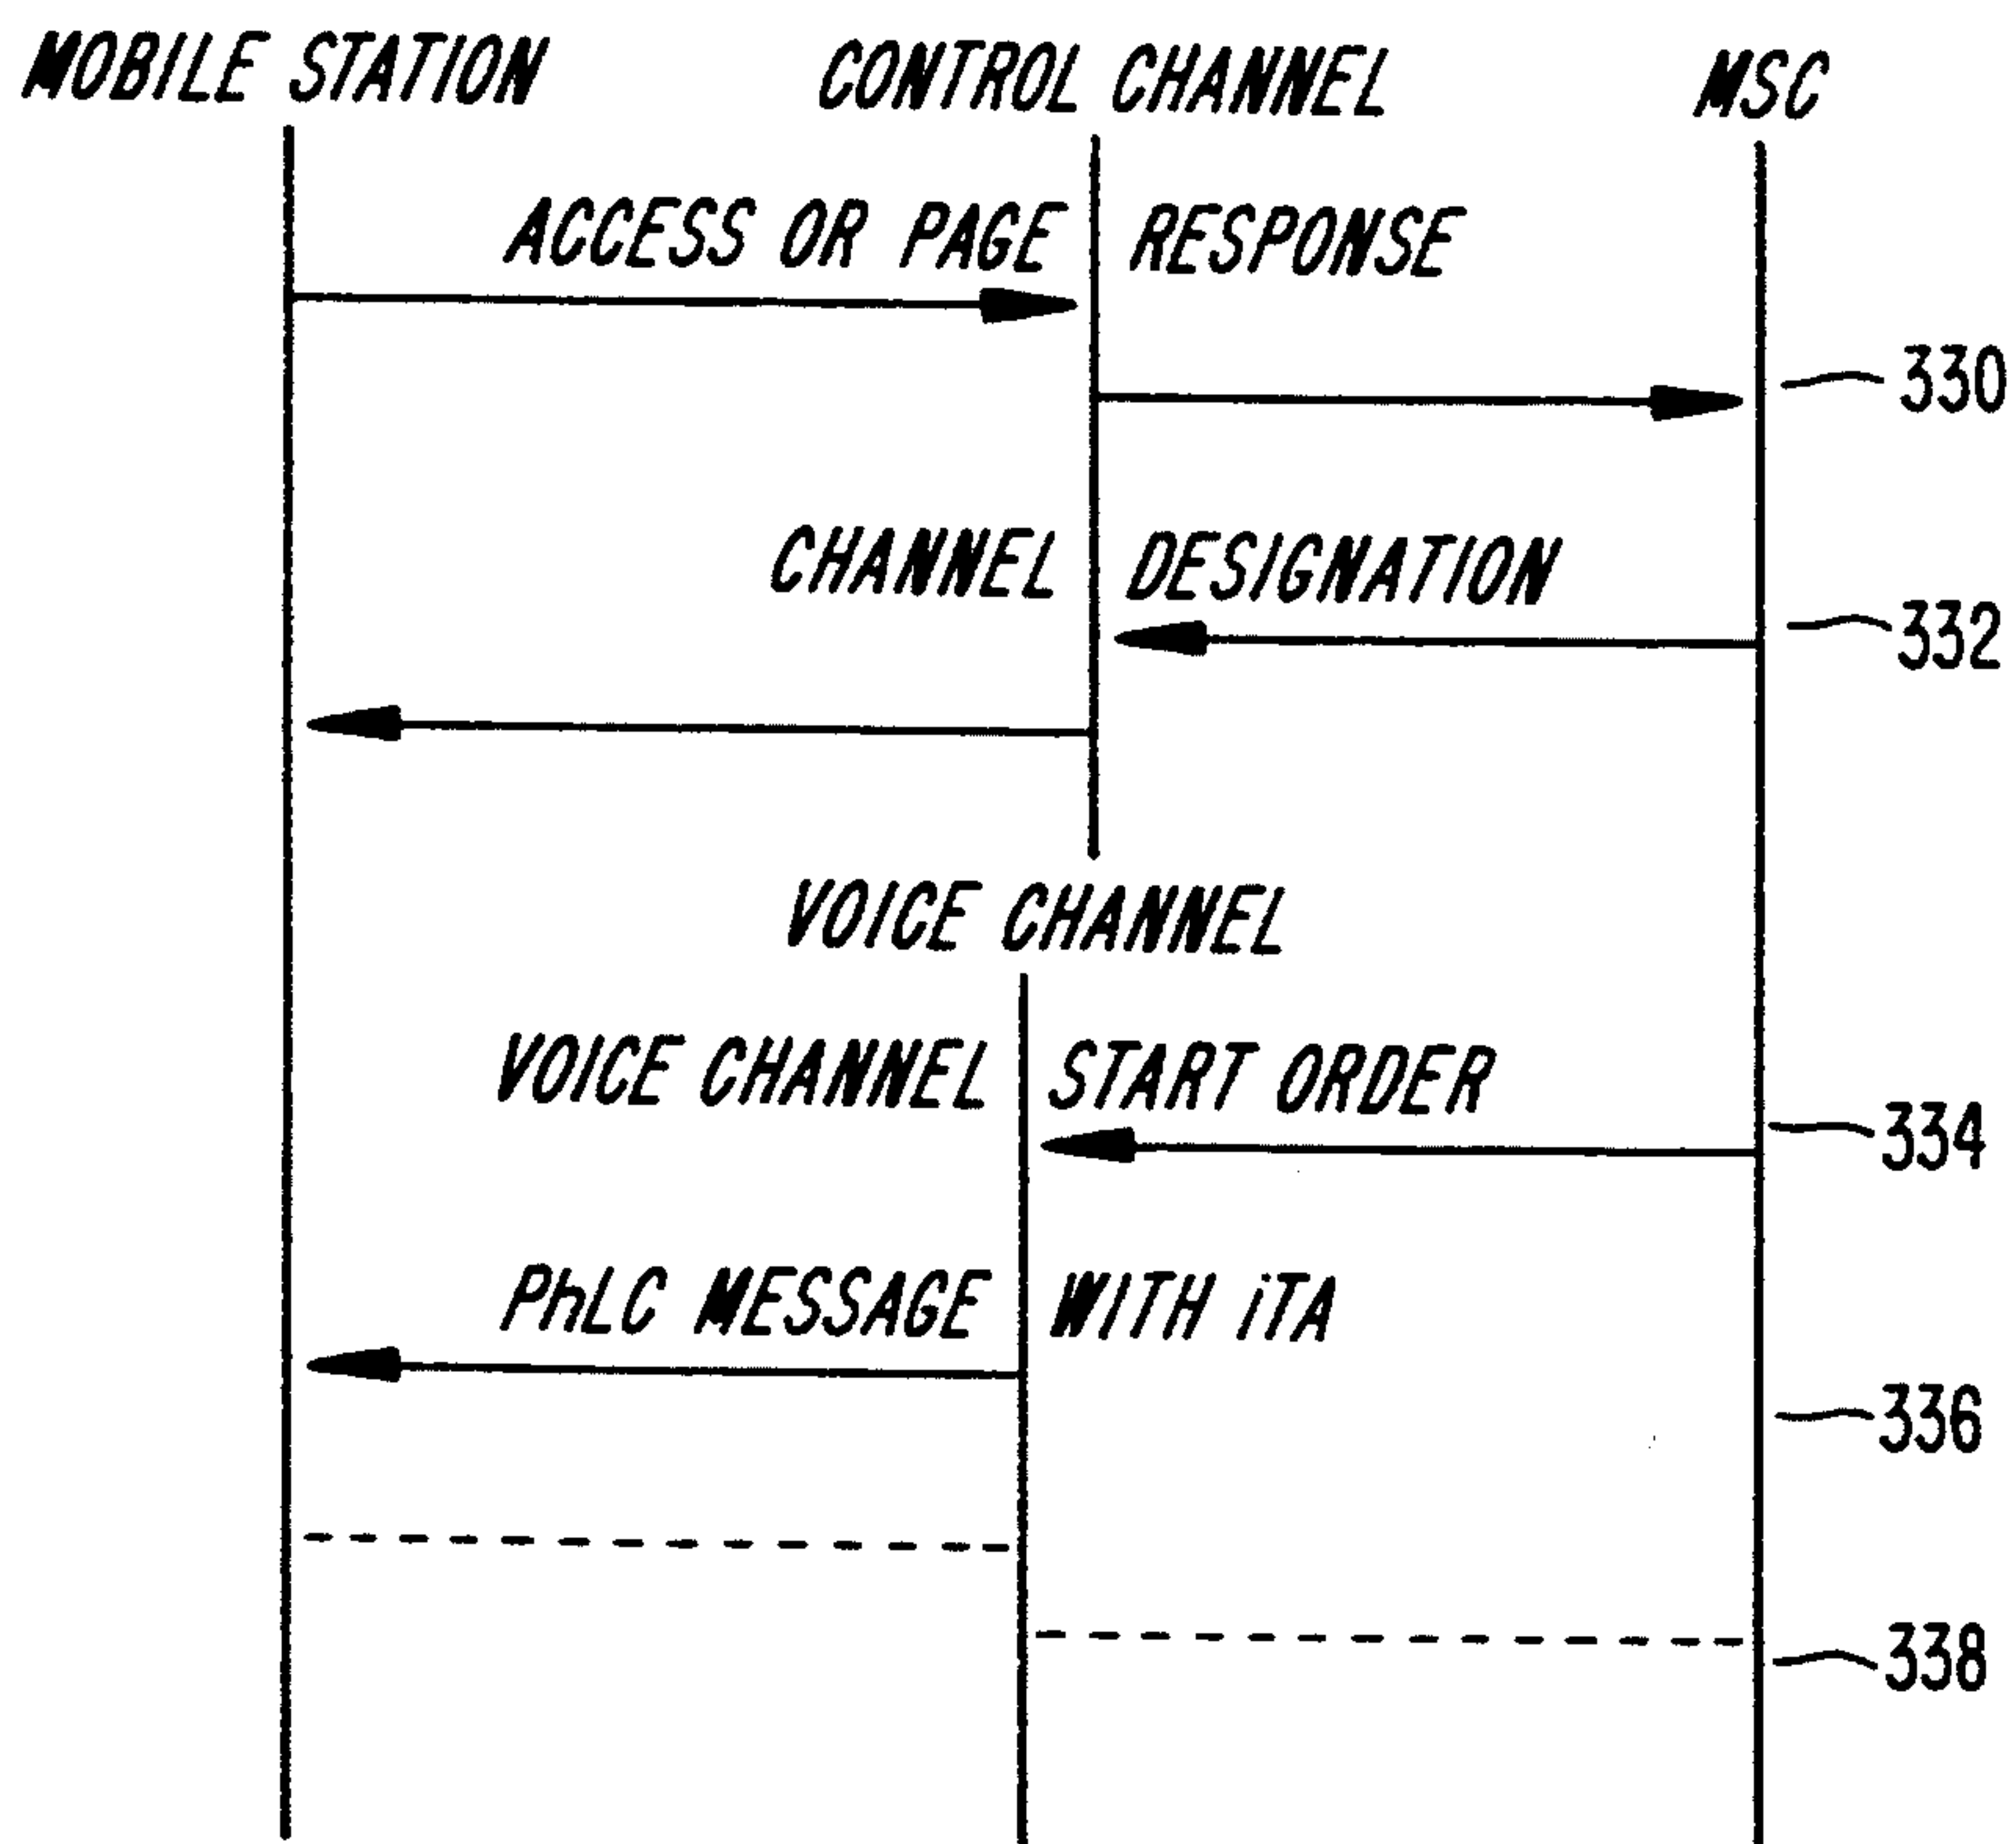 MOBILE STATION CONTROL CHANNEL MSC
ACCESS OR PAGE RESPONSE
330
CHANNEL DESIGNATION
332
VOICE CHANNEL
VOICE CHANNEL START ORDER
334
PhLC MESSAGE WITH iTA
336
338